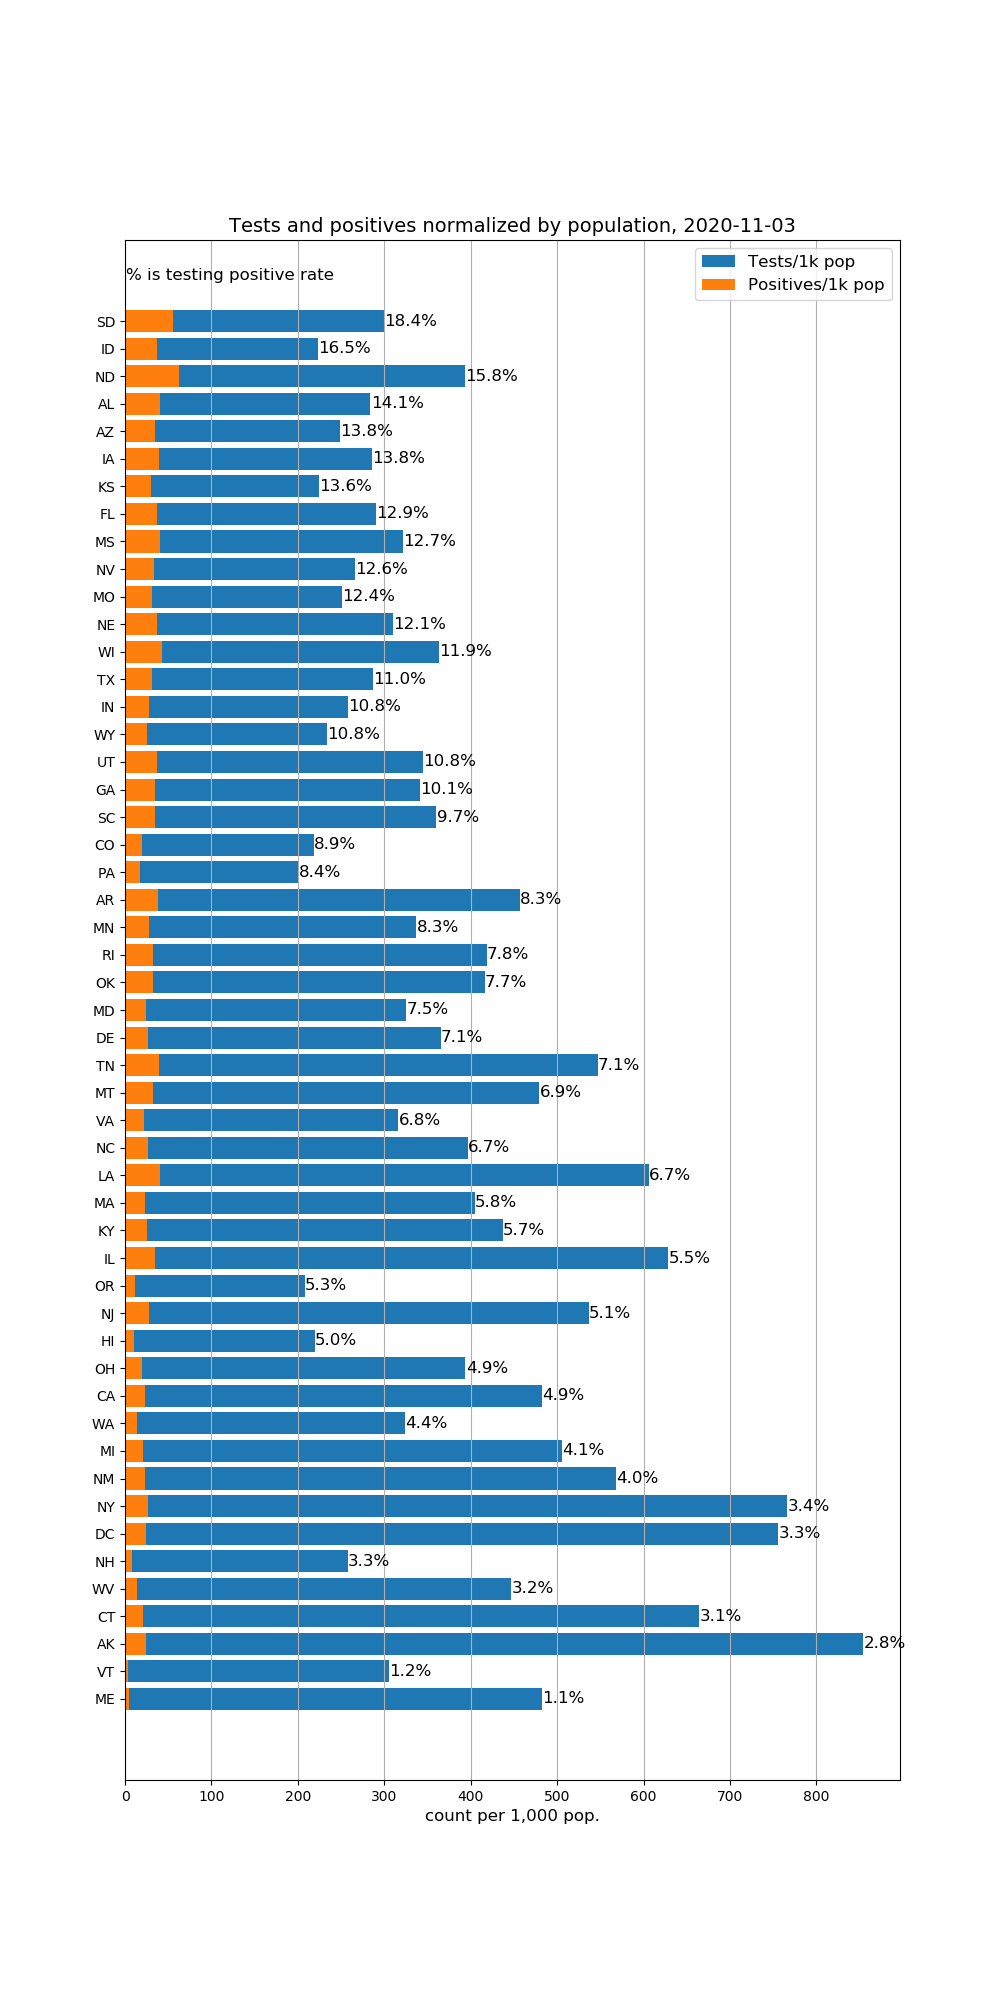 Tests and positives normalized by population, 2020-11-03
% is testing positive rate
Tests/1k pop
Positives/1k pop
SD 18.4%
ID 16.5%
ND 15.8%
AL 14.1%
AZ 13.8%
IA 13.8%
KS 13.6%
FL 12.9%
MS 12.7%
NV 12.6%
MO 12.4%
NE 12.1%
WI 11.9%
TX 11.0%
IN 10.8%
WY 10.8%
UT 10.8%
GA 10.1%
SC 9.7%
CO 8.9%
PA 8.4%
AR 8.3%
MN 8.3%
RI 7.8%
OK 7.7%
MD 7.5%
DE 7.1%
TN 7.1%
MT 6.9%
VA 6.8%
NC 6.7%
LA 6.7%
MA 5.8%
KY 5.7%
IL 5.5%
OR 5.3%
NJ 5.1%
HI 5.0%
OH 4.9%
CA 4.9%
WA 4.4%
MI 4.1%
NM 4.0%
NY 3.4%
DC 3.3%
NH 3.3%
WV 3.2%
CT 3.1%
AK 2.8%
VT 1.2%
ME 1.1%
0 100 200 300 400 500 600 700 800
count per 1,000 pop.